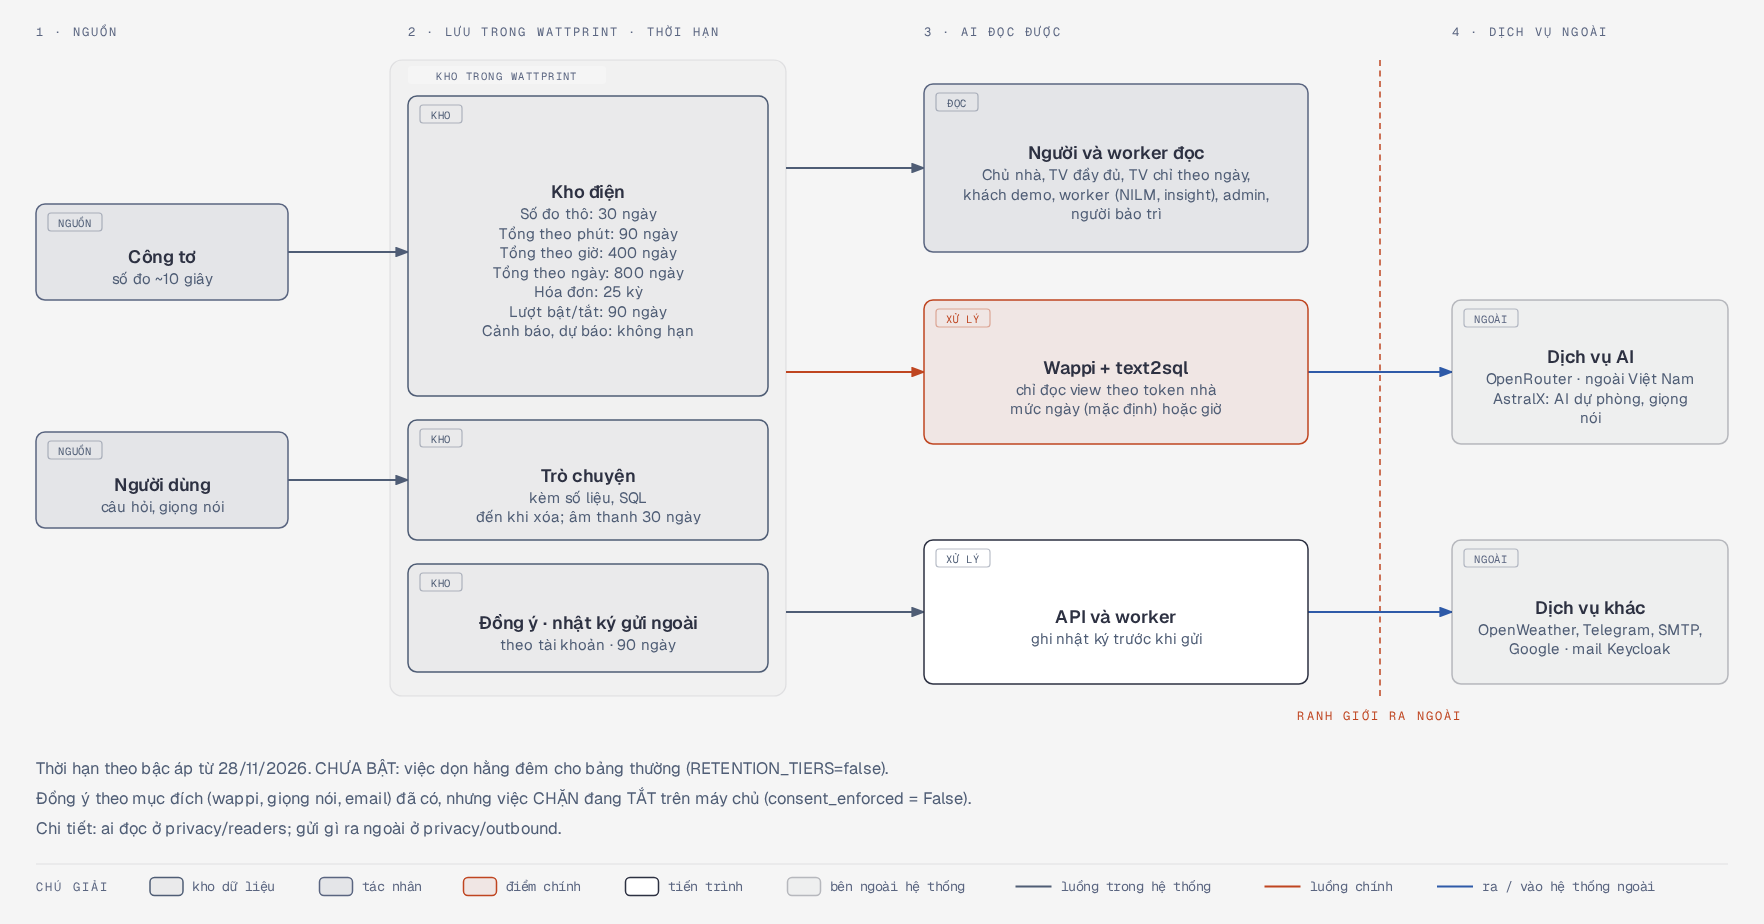 1 · NGUỒN
2 · LƯU TRONG WATTPRINT · THỜI HẠN
3 · AI ĐỌC ĐƯỢC
4 · DỊCH VỤ NGOÀI
NGUỒN
Công tơ
số đo ~10 giây
NGUỒN
Người dùng
câu hỏi, giọng nói
KHO TRONG WATTPRINT
KHO
Kho điện
Số đo thô: 30 ngày
Tổng theo phút: 90 ngày
Tổng theo giờ: 400 ngày
Tổng theo ngày: 800 ngày
Hóa đơn: 25 kỳ
Lượt bật/tắt: 90 ngày
Cảnh báo, dự báo: không hạn
KHO
Trò chuyện
kèm số liệu, SQL
đến khi xóa; âm thanh 30 ngày
KHO
Đồng ý · nhật ký gửi ngoài
theo tài khoản · 90 ngày
ĐỌC
Người và worker đọc
Chủ nhà, TV đầy đủ, TV chỉ theo ngày,
khách demo, worker (NILM, insight), admin,
người bảo trì
XỬ LÝ
Wappi + text2sql
chỉ đọc view theo token nhà
mức ngày (mặc định) hoặc giờ
XỬ LÝ
API và worker
ghi nhật ký trước khi gửi
NGOÀI
Dịch vụ AI
OpenRouter · ngoài Việt Nam
AstralX: AI dự phòng, giọng
nói
NGOÀI
Dịch vụ khác
OpenWeather, Telegram, SMTP,
Google · mail Keycloak
RANH GIỚI RA NGOÀI
Thời hạn theo bậc áp từ 28/11/2026. CHƯA BẬT: việc dọn hằng đêm cho bảng thường (RETENTION_TIERS=false).
Đồng ý theo mục đích (wappi, giọng nói, email) đã có, nhưng việc CHẶN đang TẮT trên máy chủ (consent_enforced = False).
Chi tiết: ai đọc ở privacy/readers; gửi gì ra ngoài ở privacy/outbound.
CHÚ GIẢI
kho dữ liệu
tác nhân
điểm chính
tiến trình
bên ngoài hệ thống
luồng trong hệ thống
luồng chính
ra / vào hệ thống ngoài